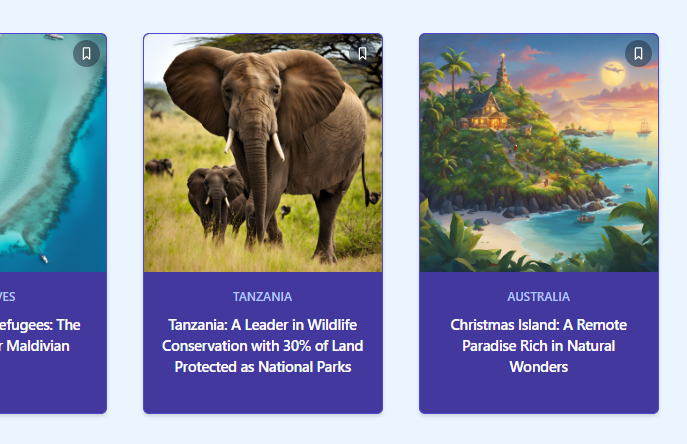 VES
efugees: The
r Maldivian
TANZANIA
Tanzania: A Leader in Wildlife
Conservation with 30% of Land
Protected as National Parks
AUSTRALIA
Christmas Island: A Remote
Paradise Rich in Natural
Wonders